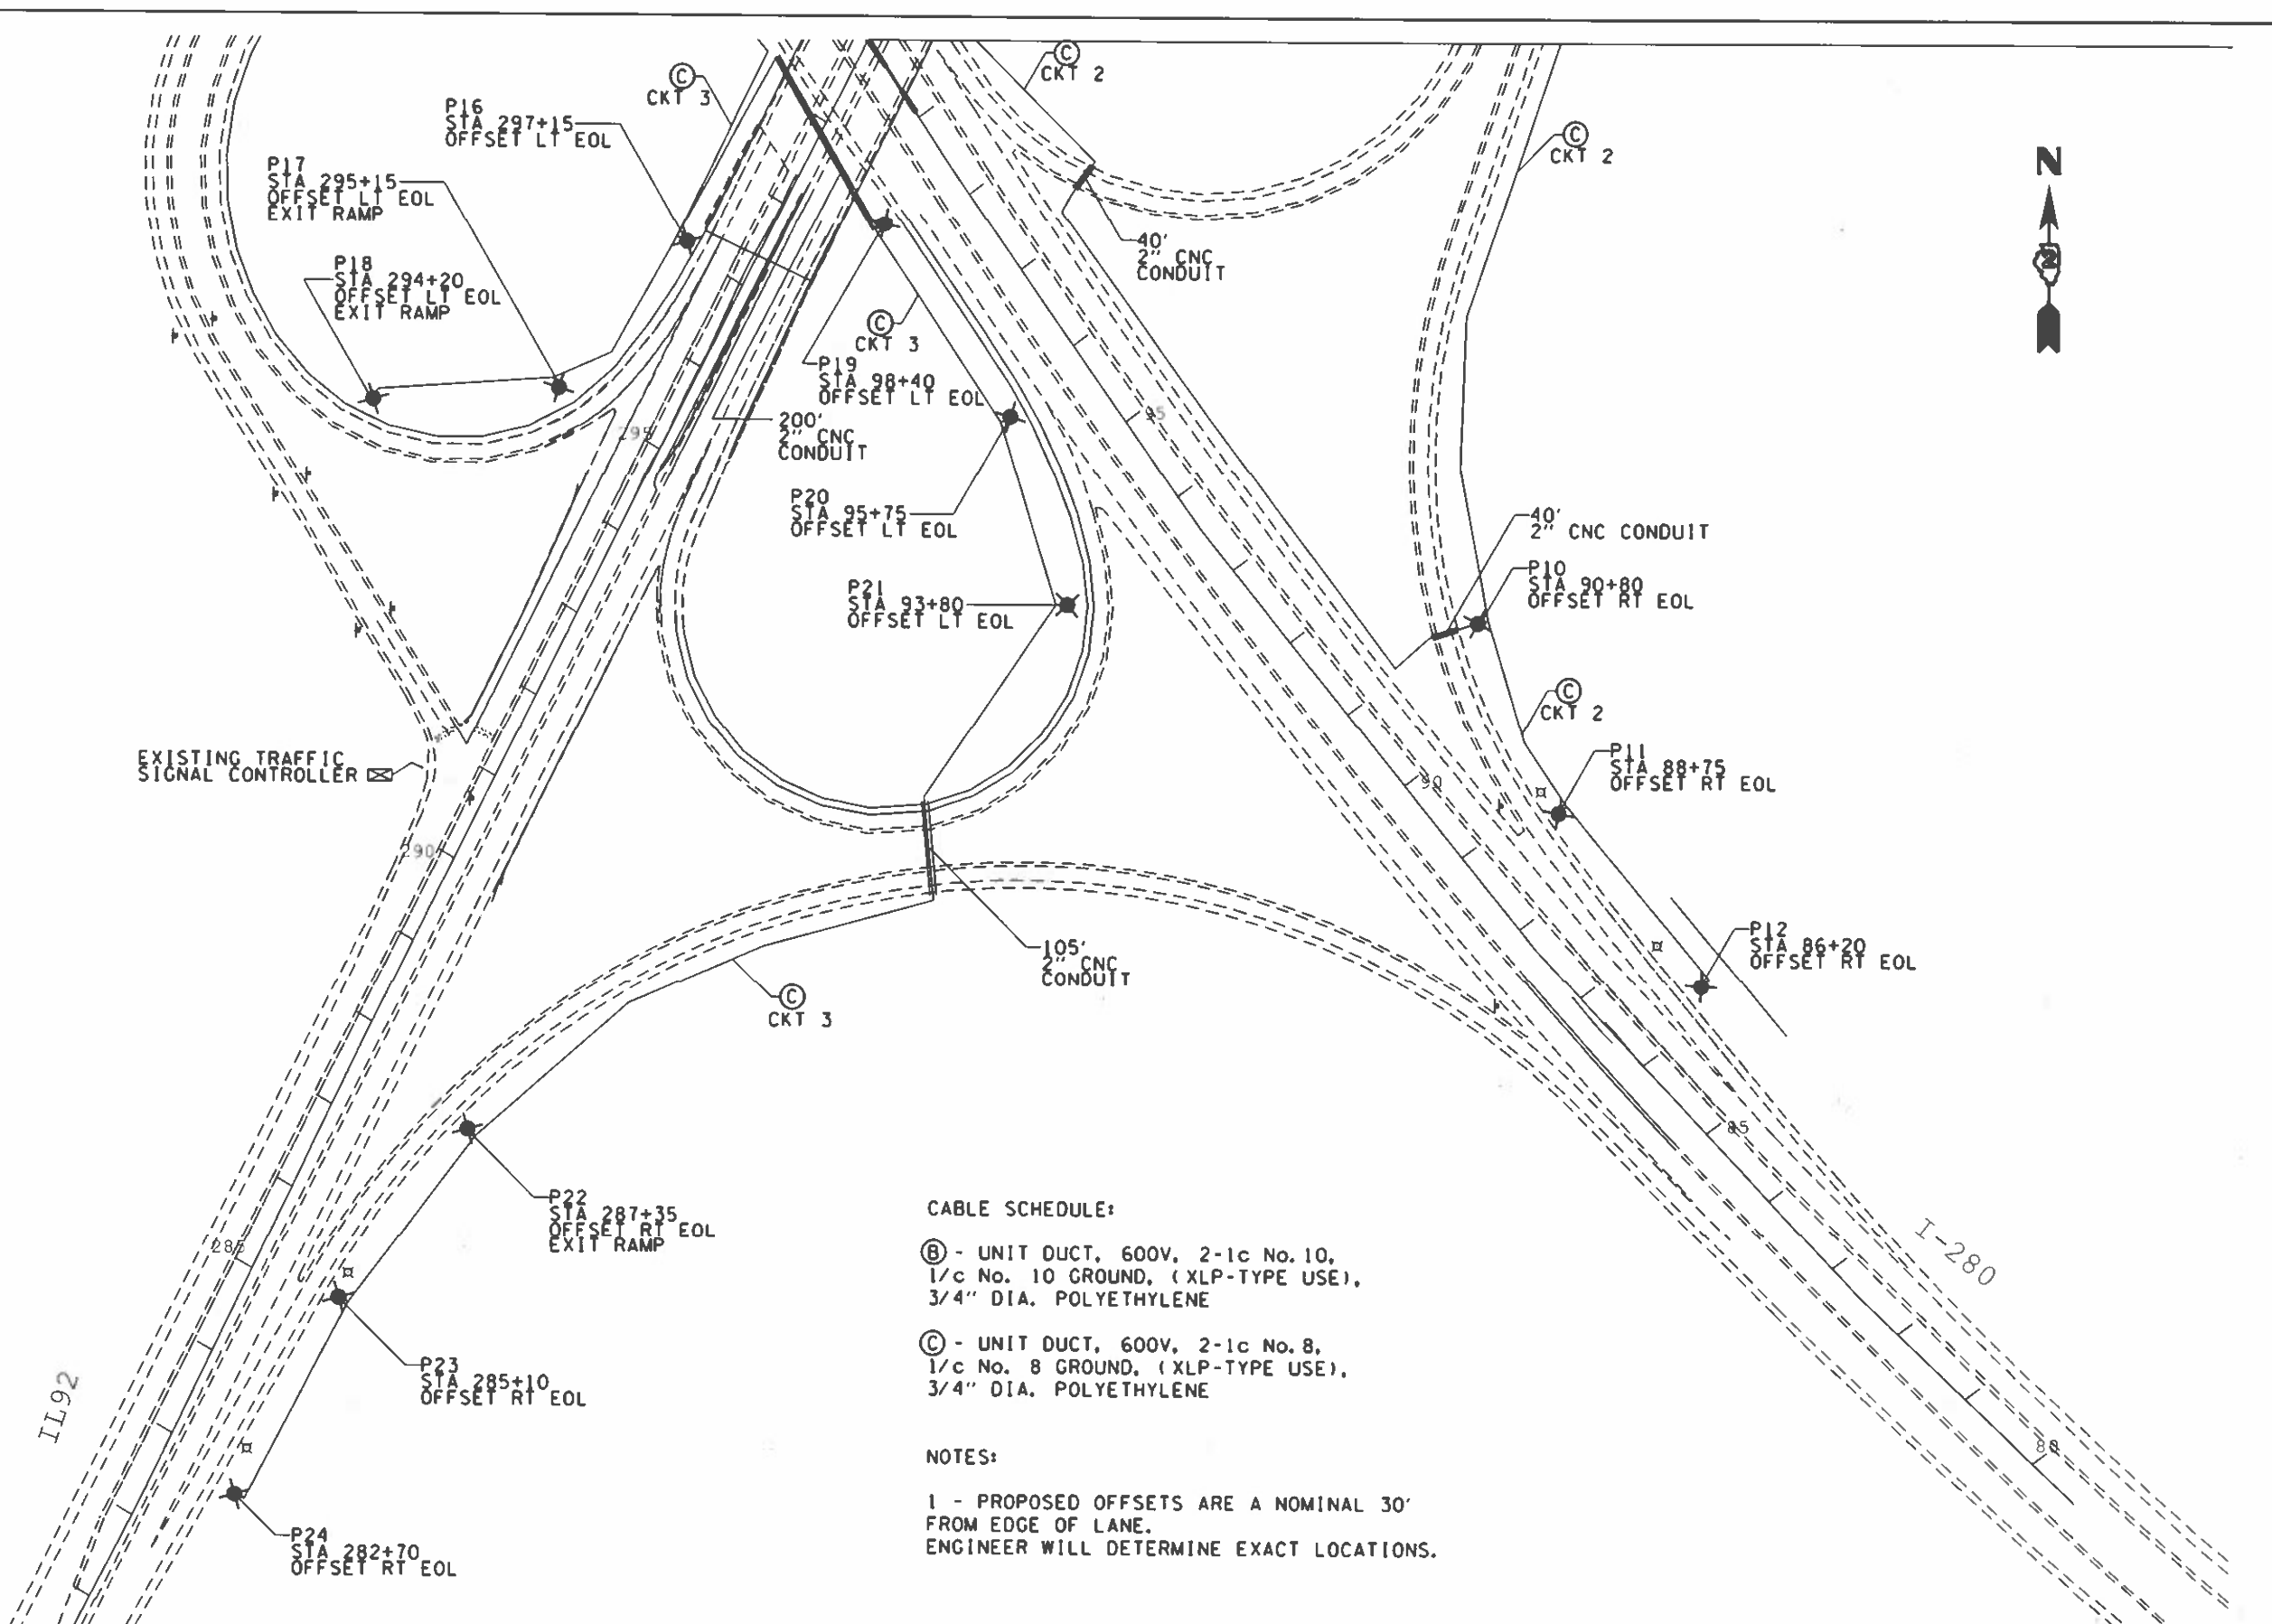 C
CKT 2
C
CKT 3
P16
STA 297+15
OFFSET LT EOL
C
CKT 2
P17
STA 295+15
OFFSET LT EOL
EXIT RAMP
N
P18
STA 294+20
OFFSET LT EOL
EXIT RAMP
40'
2" CNC
CONDUIT
C
CKT 3
P19
STA 98+40
OFFSET LT EOL
200'
2" CNC
CONDUIT
295
95
P20
STA 95+75
OFFSET LT EOL
40'
2" CNC CONDUIT
P10
STA 90+80
OFFSET RT EOL
P21
STA 93+80
OFFSET LT EOL
C
CKT 2
EXISTING TRAFFIC
SIGNAL CONTROLLER
P11
STA 88+75
OFFSET RT EOL
90
290
P12
STA 86+20
OFFSET RT EOL
105'
2" CNC
CONDUIT
C
CKT 3
85
P22
STA 287+35
OFFSET RT EOL
EXIT RAMP
285
I-280
CABLE SCHEDULE:
B - UNIT DUCT, 600V, 2-1c No. 10,
1/c No. 10 GROUND, (XLP-TYPE USE),
3/4" DIA. POLYETHYLENE
C - UNIT DUCT, 600V, 2-1c No. 8,
1/c No. 8 GROUND, (XLP-TYPE USE),
3/4" DIA. POLYETHYLENE
P23
STA 285+10
OFFSET RT EOL
IL92
80
NOTES:
1 - PROPOSED OFFSETS ARE A NOMINAL 30'
FROM EDGE OF LANE.
ENGINEER WILL DETERMINE EXACT LOCATIONS.
P24
STA 282+70
OFFSET RT EOL